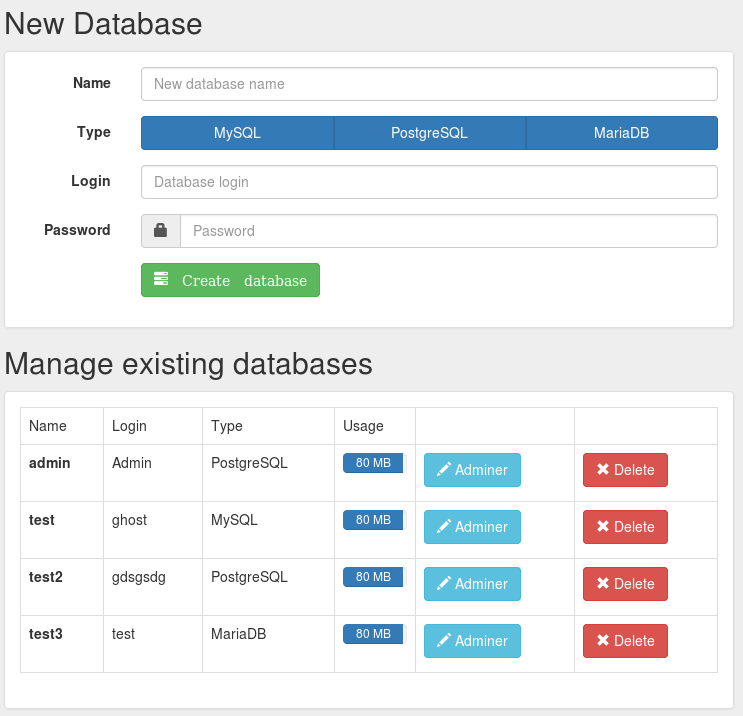 New Database
Name New database name
Type MySQL PostgreSQL MariaDB
Login Database login
Password Password
Create database
Manage existing databases
Name Login Type Usage
admin Admin PostgreSQL 80 MB Adminer Delete
test ghost MySQL 80 MB Adminer Delete
test2 gdsgsdg PostgreSQL 80 MB Adminer Delete
test3 test MariaDB 80 MB Adminer Delete